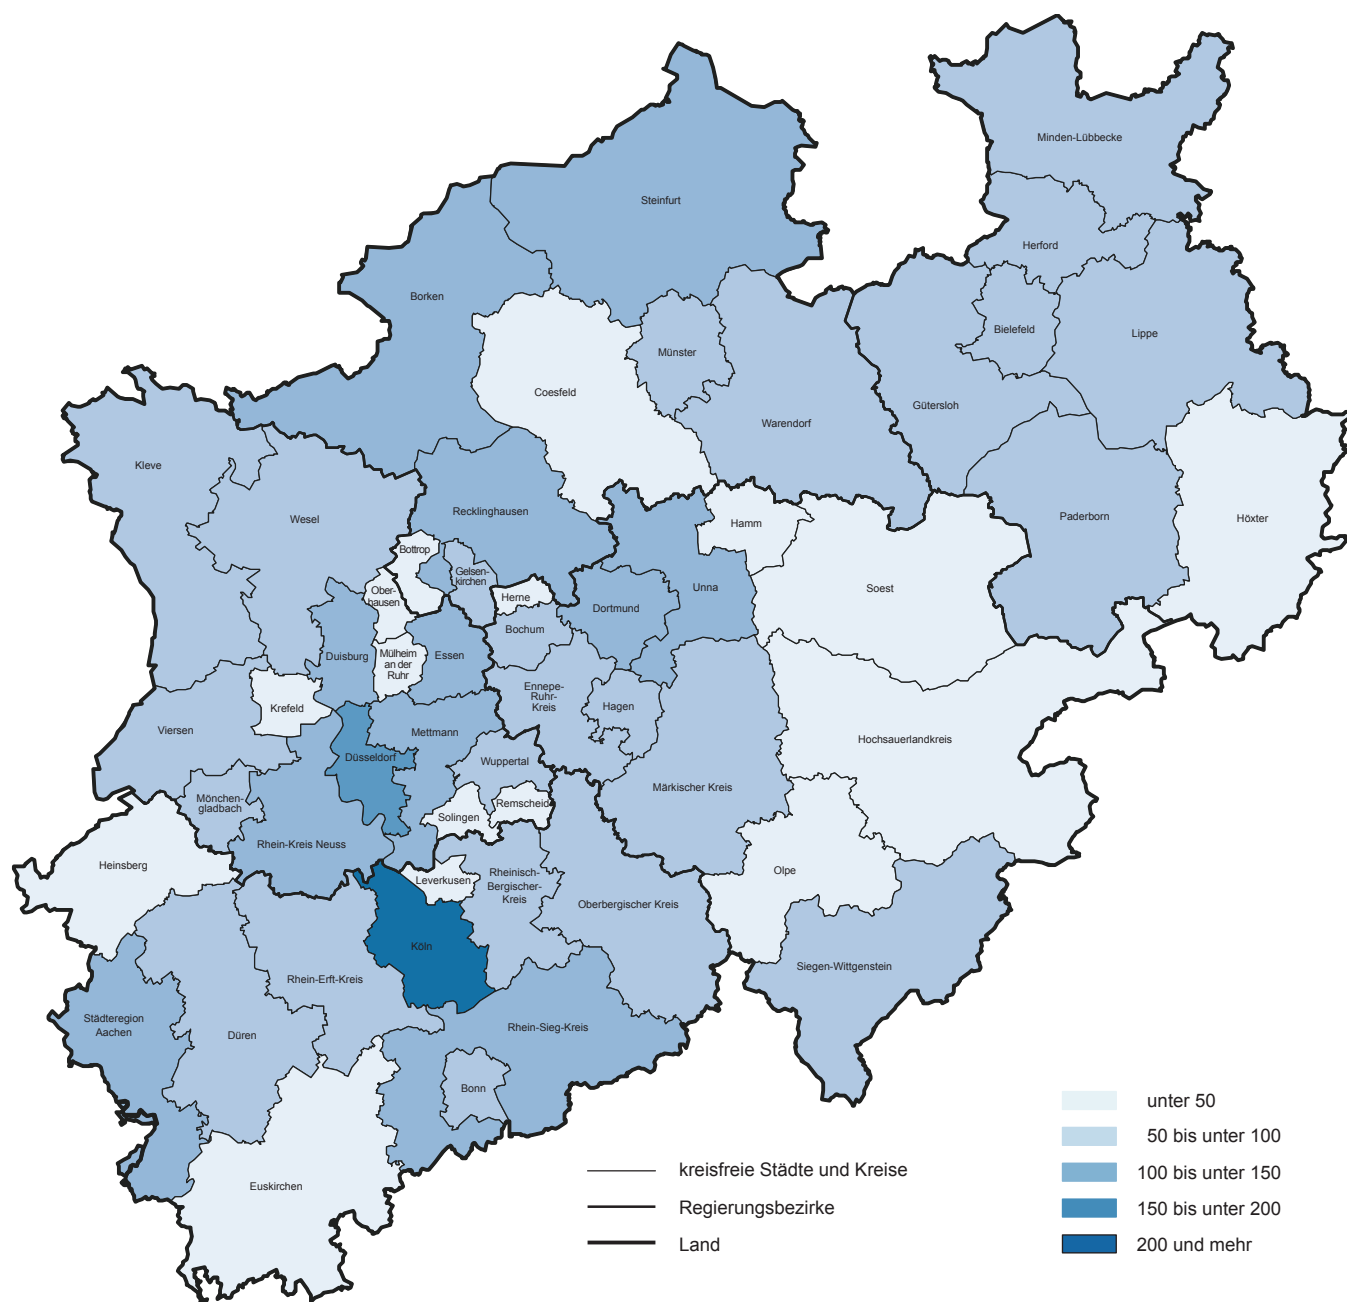 Minden-Lübbecke
Steinfurt
Herford
Borken
Bielefeld
Lippe
Münster
Coesfeld
Gütersloh
Warendorf
Kleve
Recklinghausen
Wesel
Hamm
Paderborn
Höxter
Bottrop
Gelsen-
kirchen
Unna
Soest
Ober-
hausen
Herne
Dortmund
Bochum
Duisburg
Mülheim
an der
Ruhr
Essen
Ennepe-
Ruhr-
Kreis
Hagen
Krefeld
Viersen
Mettmann
Hochsauerlandkreis
Düsseldorf
Wuppertal
Märkischer Kreis
Mönchen-
gladbach
Remscheid
Solingen
Rhein-Kreis Neuss
Heinsberg
Leverkusen
Rheinisch-
Bergischer-
Kreis
Olpe
Oberbergischer Kreis
Köln
Siegen-Wittgenstein
Rhein-Erft-Kreis
Städteregion
Aachen
Düren
Rhein-Sieg-Kreis
Bonn
Euskirchen
unter 50
50 bis unter 100
100 bis unter 150
150 bis unter 200
200 und mehr
kreisfreie Städte und Kreise
Regierungsbezirke
Land